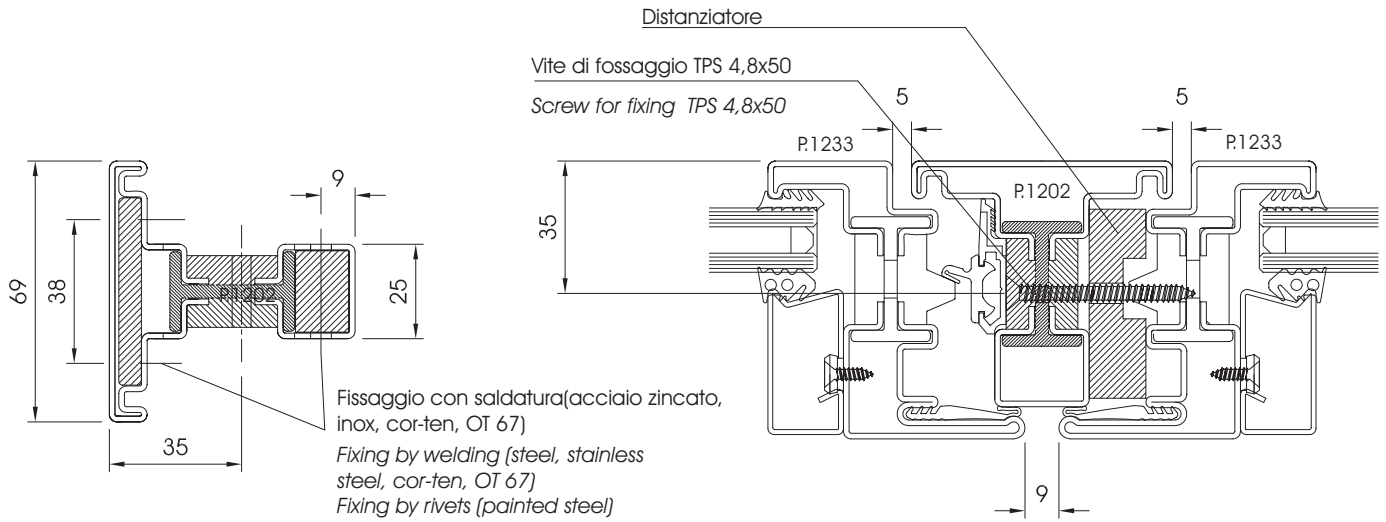 Distanziatore
Vite di fossaggio TPS 4,8x50
Screw for fixing TPS 4,8x50
5
5
P.1233
P.1233
P.1202
35
9
69
38
P.1202
25
35
Fissaggio con saldatura(acciaio zincato,
inox, cor-ten, OT 67)
Fixing by welding (steel, stainless
steel, cor-ten, OT 67)
Fixing by rivets (painted steel)
9